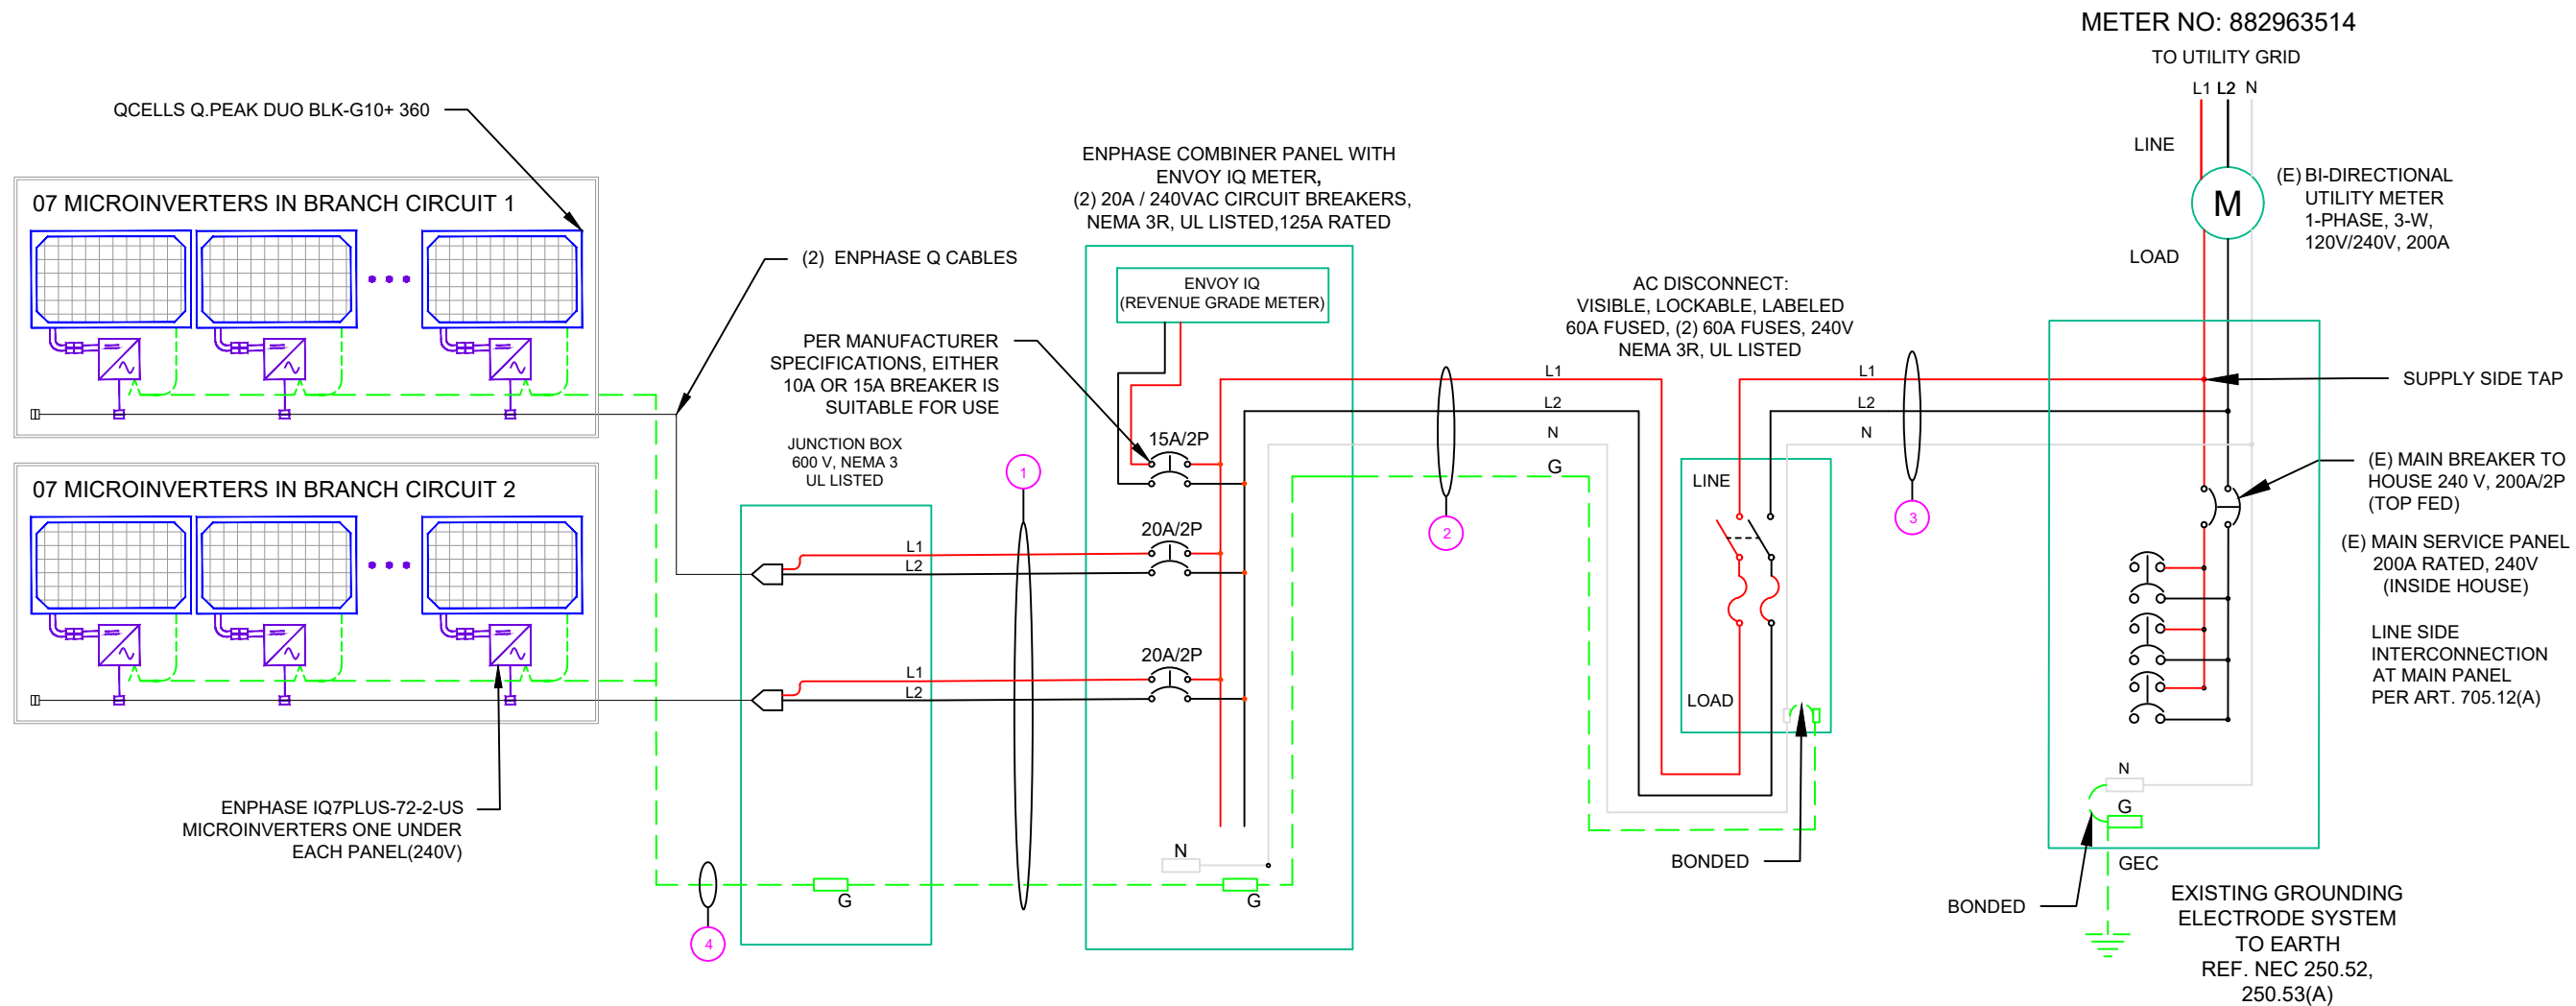 METER NO: 882963514
TO UTILITY GRID
L1 L2 N
LINE
M
(E) BI-DIRECTIONAL
UTILITY METER
1-PHASE, 3-W,
120V/240V, 200A
LOAD
QCELLS Q.PEAK DUO BLK-G10+ 360
07 MICROINVERTERS IN BRANCH CIRCUIT 1
07 MICROINVERTERS IN BRANCH CIRCUIT 2
ENPHASE IQ7PLUS-72-2-US
MICROINVERTERS ONE UNDER
EACH PANEL(240V)
(2) ENPHASE Q CABLES
JUNCTION BOX
600 V, NEMA 3
UL LISTED
L1
L2
L1
L2
G
4
1
ENPHASE COMBINER PANEL WITH
ENVOY IQ METER,
(2) 20A / 240VAC CIRCUIT BREAKERS,
NEMA 3R, UL LISTED,125A RATED
ENVOY IQ
(REVENUE GRADE METER)
PER MANUFACTURER
SPECIFICATIONS, EITHER
10A OR 15A BREAKER IS
SUITABLE FOR USE
15A/2P
20A/2P
20A/2P
N
G
2
L1
L2
N
G
AC DISCONNECT:
VISIBLE, LOCKABLE, LABELED
60A FUSED, (2) 60A FUSES, 240V
NEMA 3R, UL LISTED
LINE
LOAD
BONDED
L1
L2
N
3
SUPPLY SIDE TAP
(E) MAIN BREAKER TO
HOUSE 240 V, 200A/2P
(TOP FED)
(E) MAIN SERVICE PANEL
200A RATED, 240V
(INSIDE HOUSE)
LINE SIDE
INTERCONNECTION
AT MAIN PANEL
PER ART. 705.12(A)
N
G
GEC
BONDED
EXISTING GROUNDING
ELECTRODE SYSTEM
TO EARTH
REF. NEC 250.52,
250.53(A)